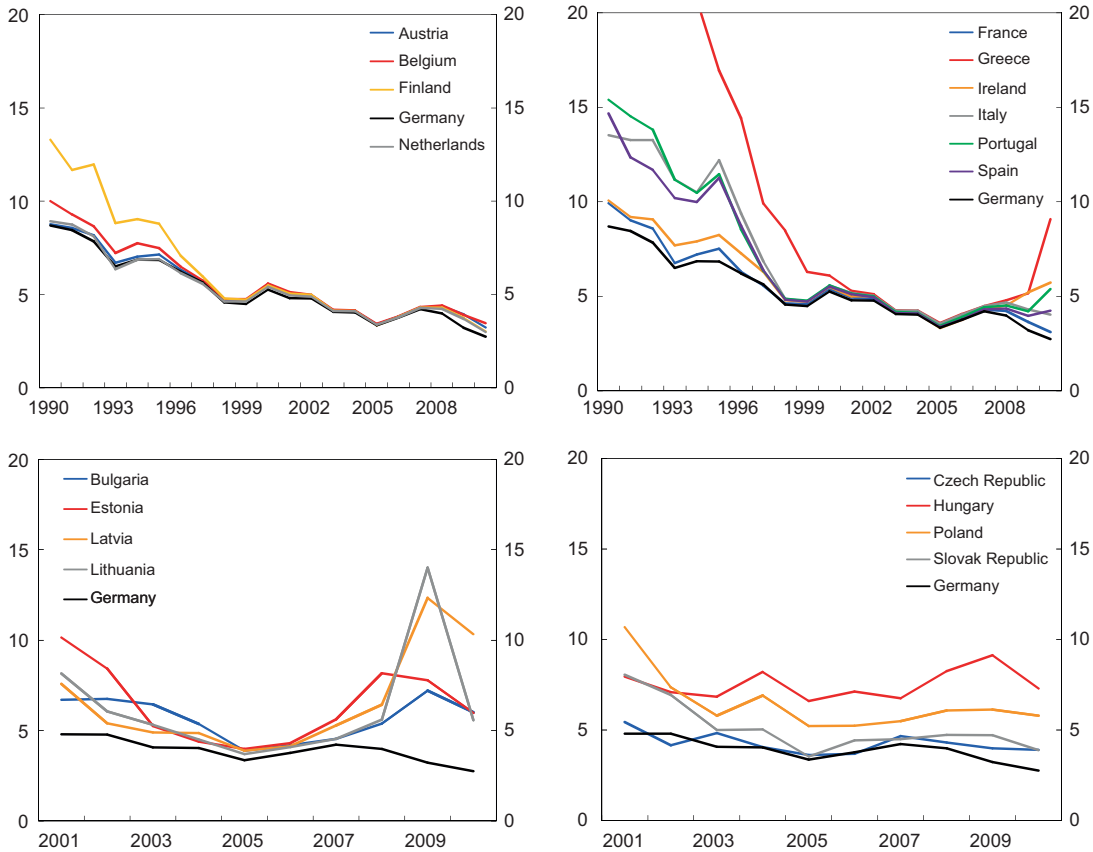 20
15
10
5
0
20
15
10
5
0
Austria
Belgium
Finland
Germany
Netherlands
1990 1993 1996 1999 2002 2005 2008
20
15
10
5
0
20
15
10
5
0
France
Greece
Ireland
Italy
Portugal
Spain
Germany
1990 1993 1996 1999 2002 2005 2008
20
15
10
5
0
20
15
10
5
0
Bulgaria
Estonia
Latvia
Lithuania
Germany
2001 2003 2005 2007 2009
20
15
10
5
0
20
15
10
5
0
Czech Republic
Hungary
Poland
Slovak Republic
Germany
2001 2003 2005 2007 2009